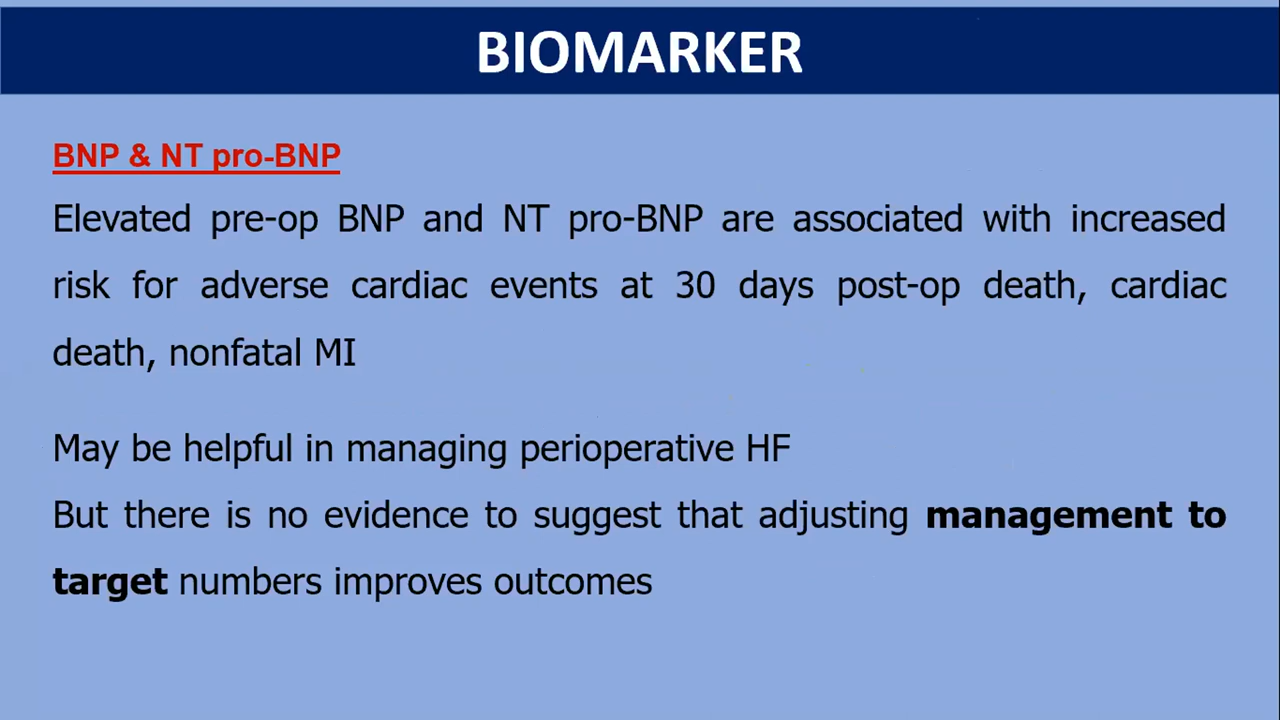 BIOMARKER
BNP & NT pro-BNP
Elevated pre-op BNP and NT pro-BNP are associated with increased
risk for adverse cardiac events at 30 days post-op death, cardiac
death, nonfatal MI
May be helpful in managing perioperative HF
But there is no evidence to suggest that adjusting management to
target numbers improves outcomes